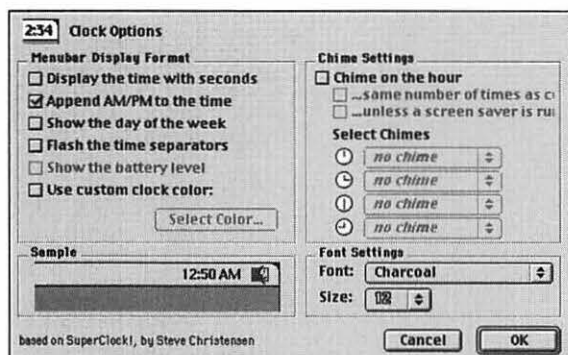 2:34 Clock Options
Menubar Display Format
Display the time with seconds
Append AM/PM to the time
Show the day of the week
Flash the time separators
Show the battery level
Use custom clock color:
Select Color...
Sample
12:50 AM
based on SuperClock!, by Steve Christensen
Chime Settings
Chime on the hour
...same number of times as c
...unless a screen saver is ru
Select Chimes
no chime
no chime
no chime
no chime
Font Settings
Font: Charcoal
Size: 12
Cancel OK